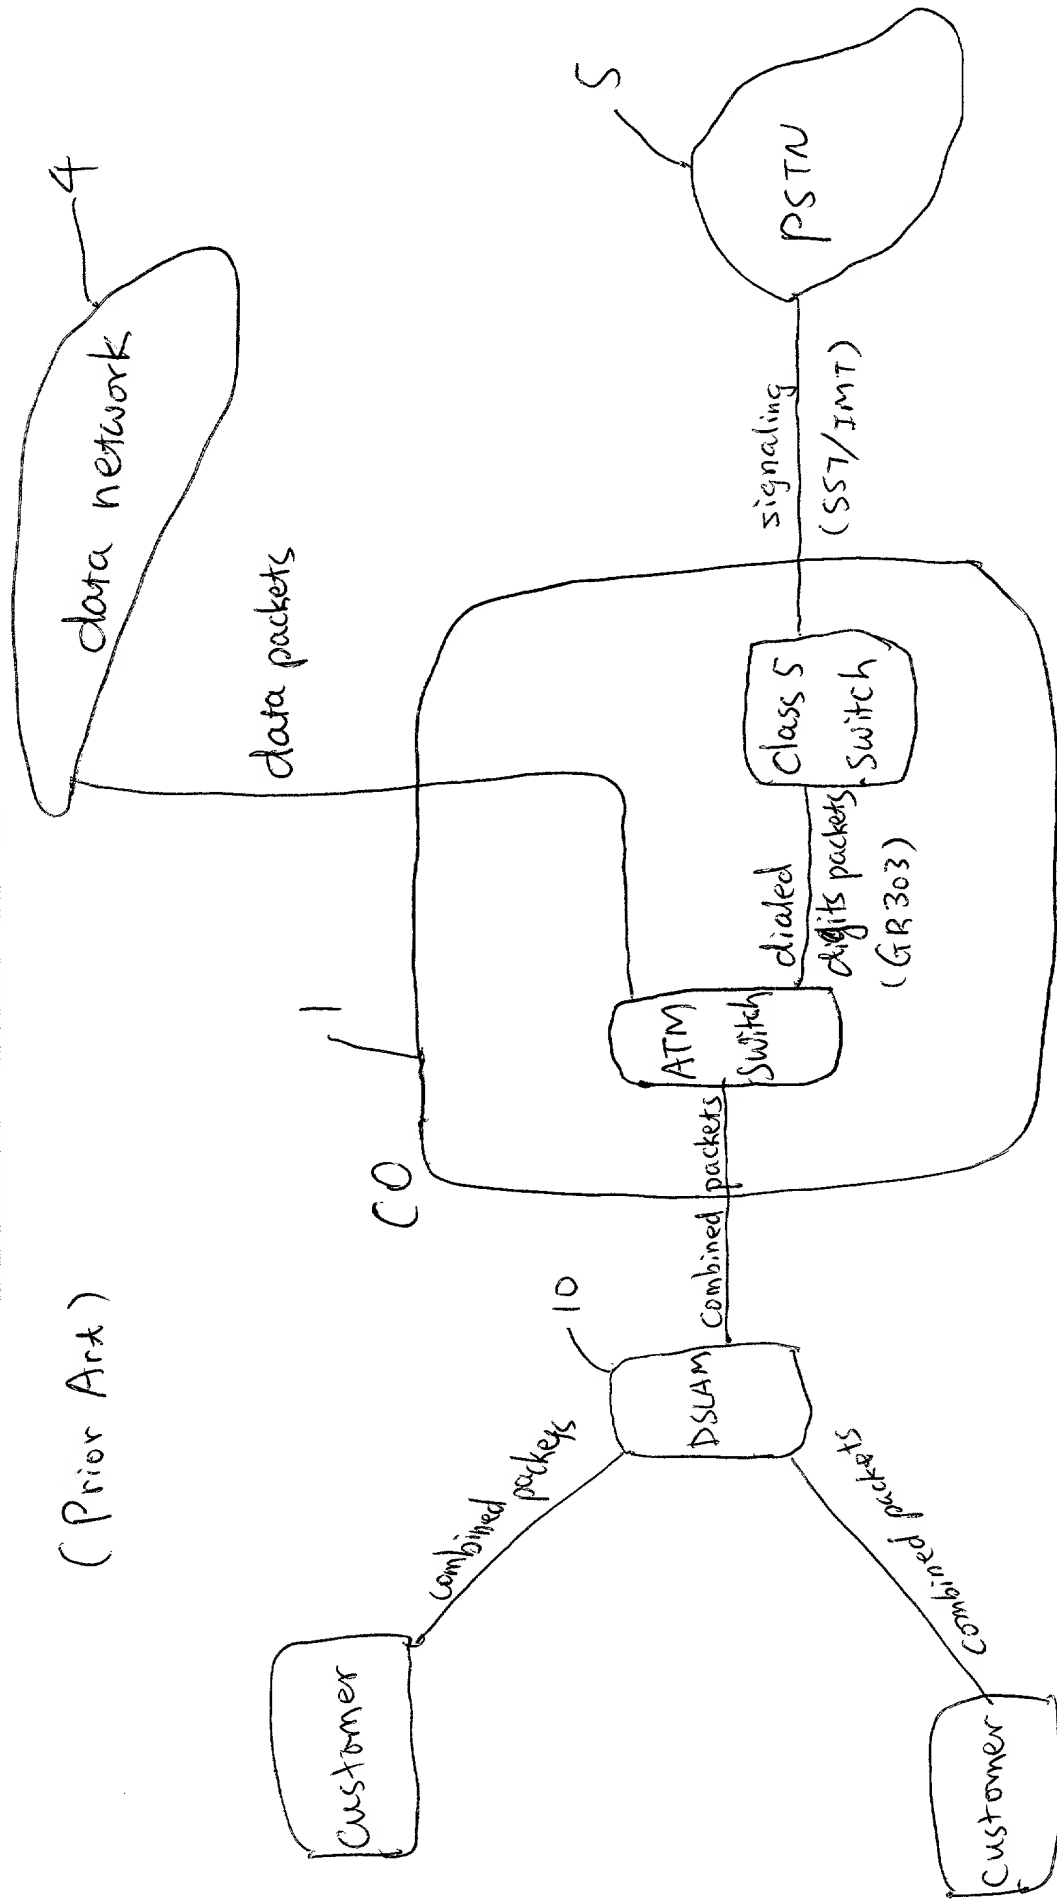 (Prior Art)
4
data network
data packets
5
PSTN
signaling
(SS7/IMT)
CO
1
Class 5
Switch
dialed
digits packets
(GR303)
ATM
Switch
combined packets
10
DSLAM
combined packets
combined packets
Customer
Customer